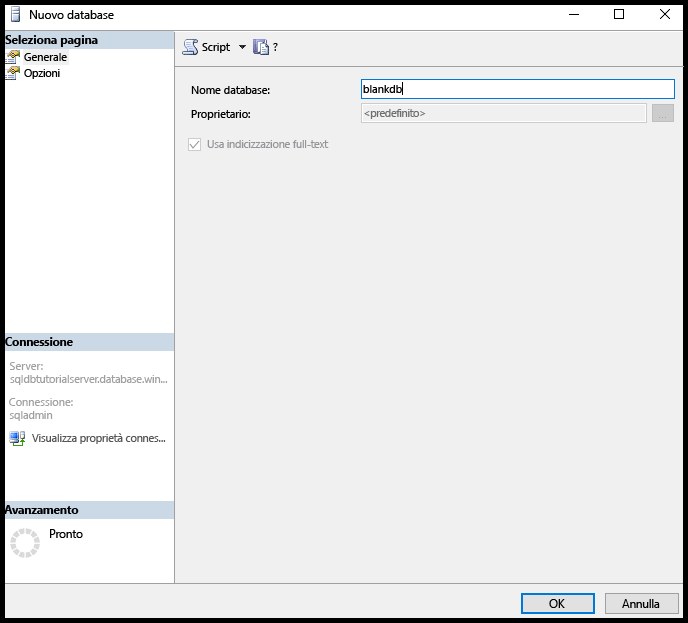 Nuovo database
Seleziona pagina
Generale
Opzioni
Script ?
Nome database: blankdb
Proprietario: <predefinito> ...
Usa indicizzazione full-text
Connessione
Server:
sqldbtutorialserver.database.win...
Connessione:
sqladmin
Visualizza proprietà connes...
Avanzamento
Pronto
OK Annulla